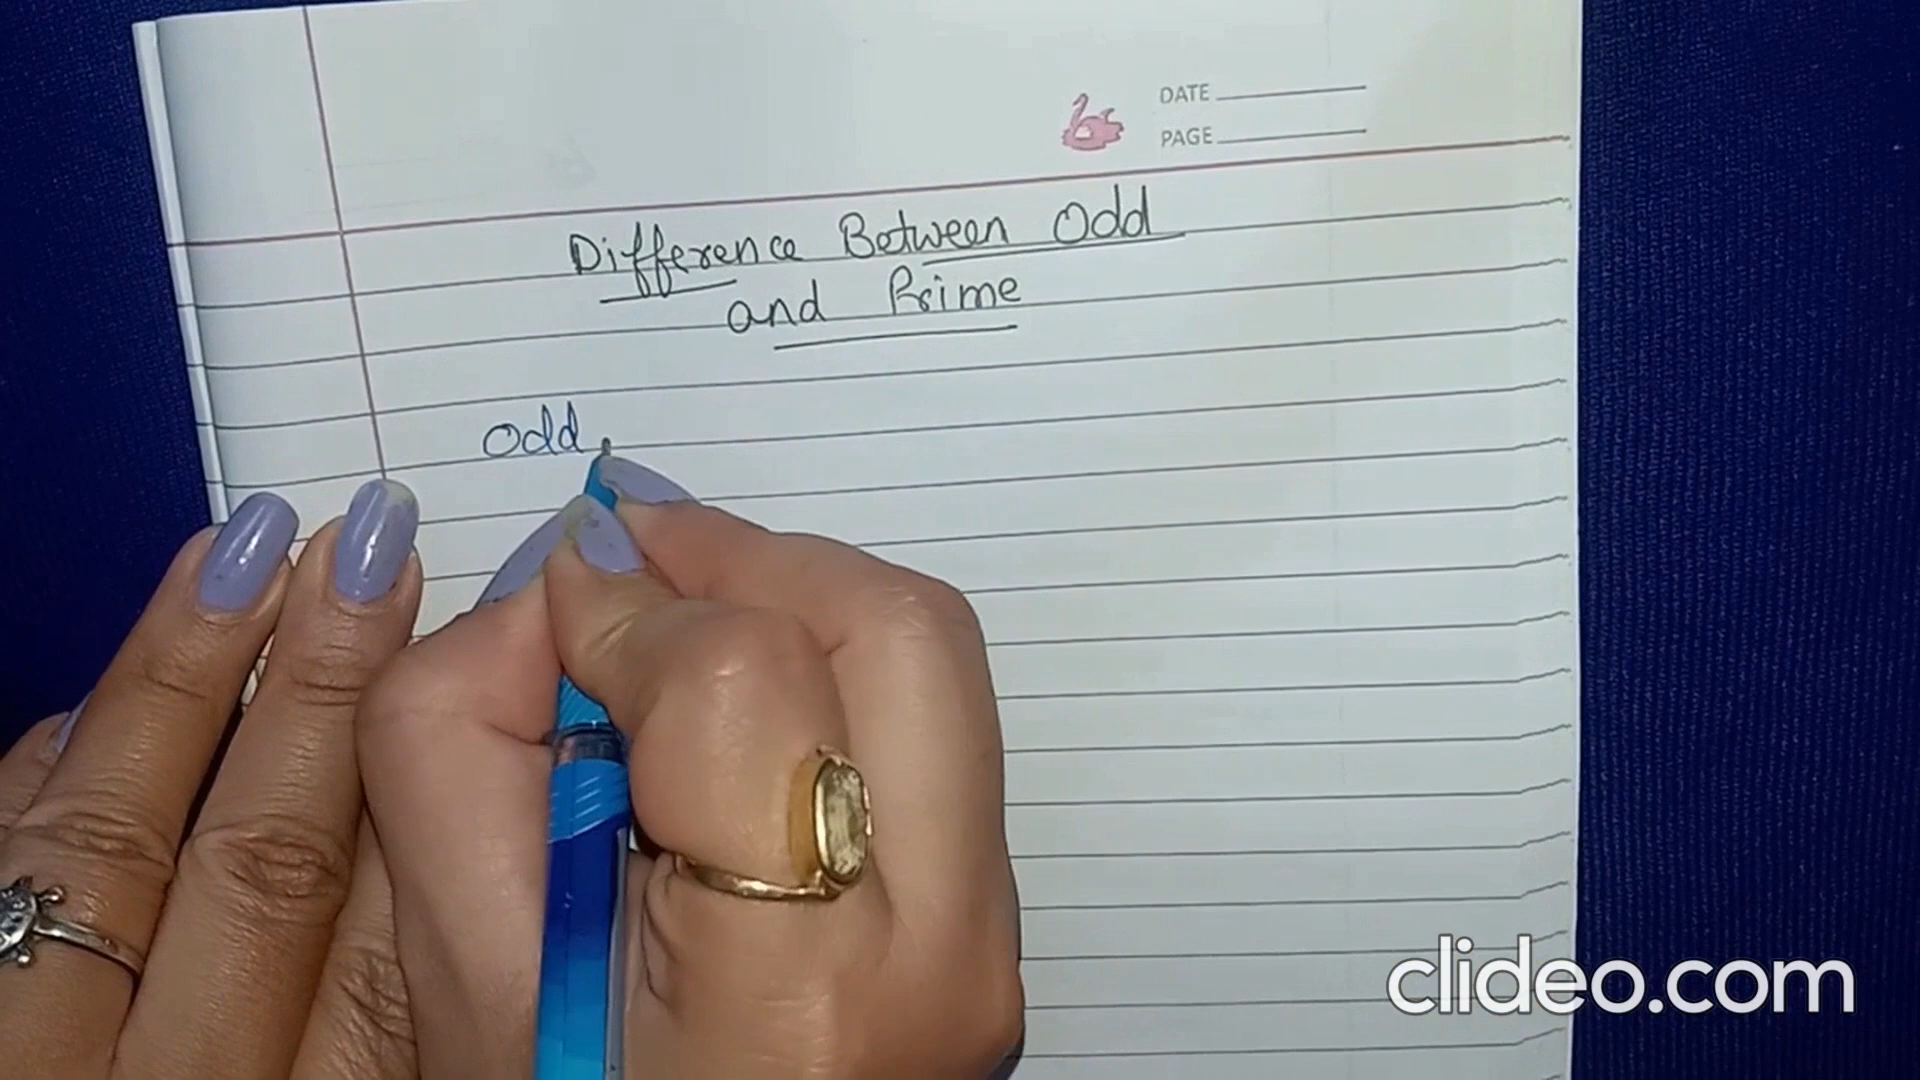 DATE
PAGE
Difference Between Odd
and Prime
Odd
clideo.com